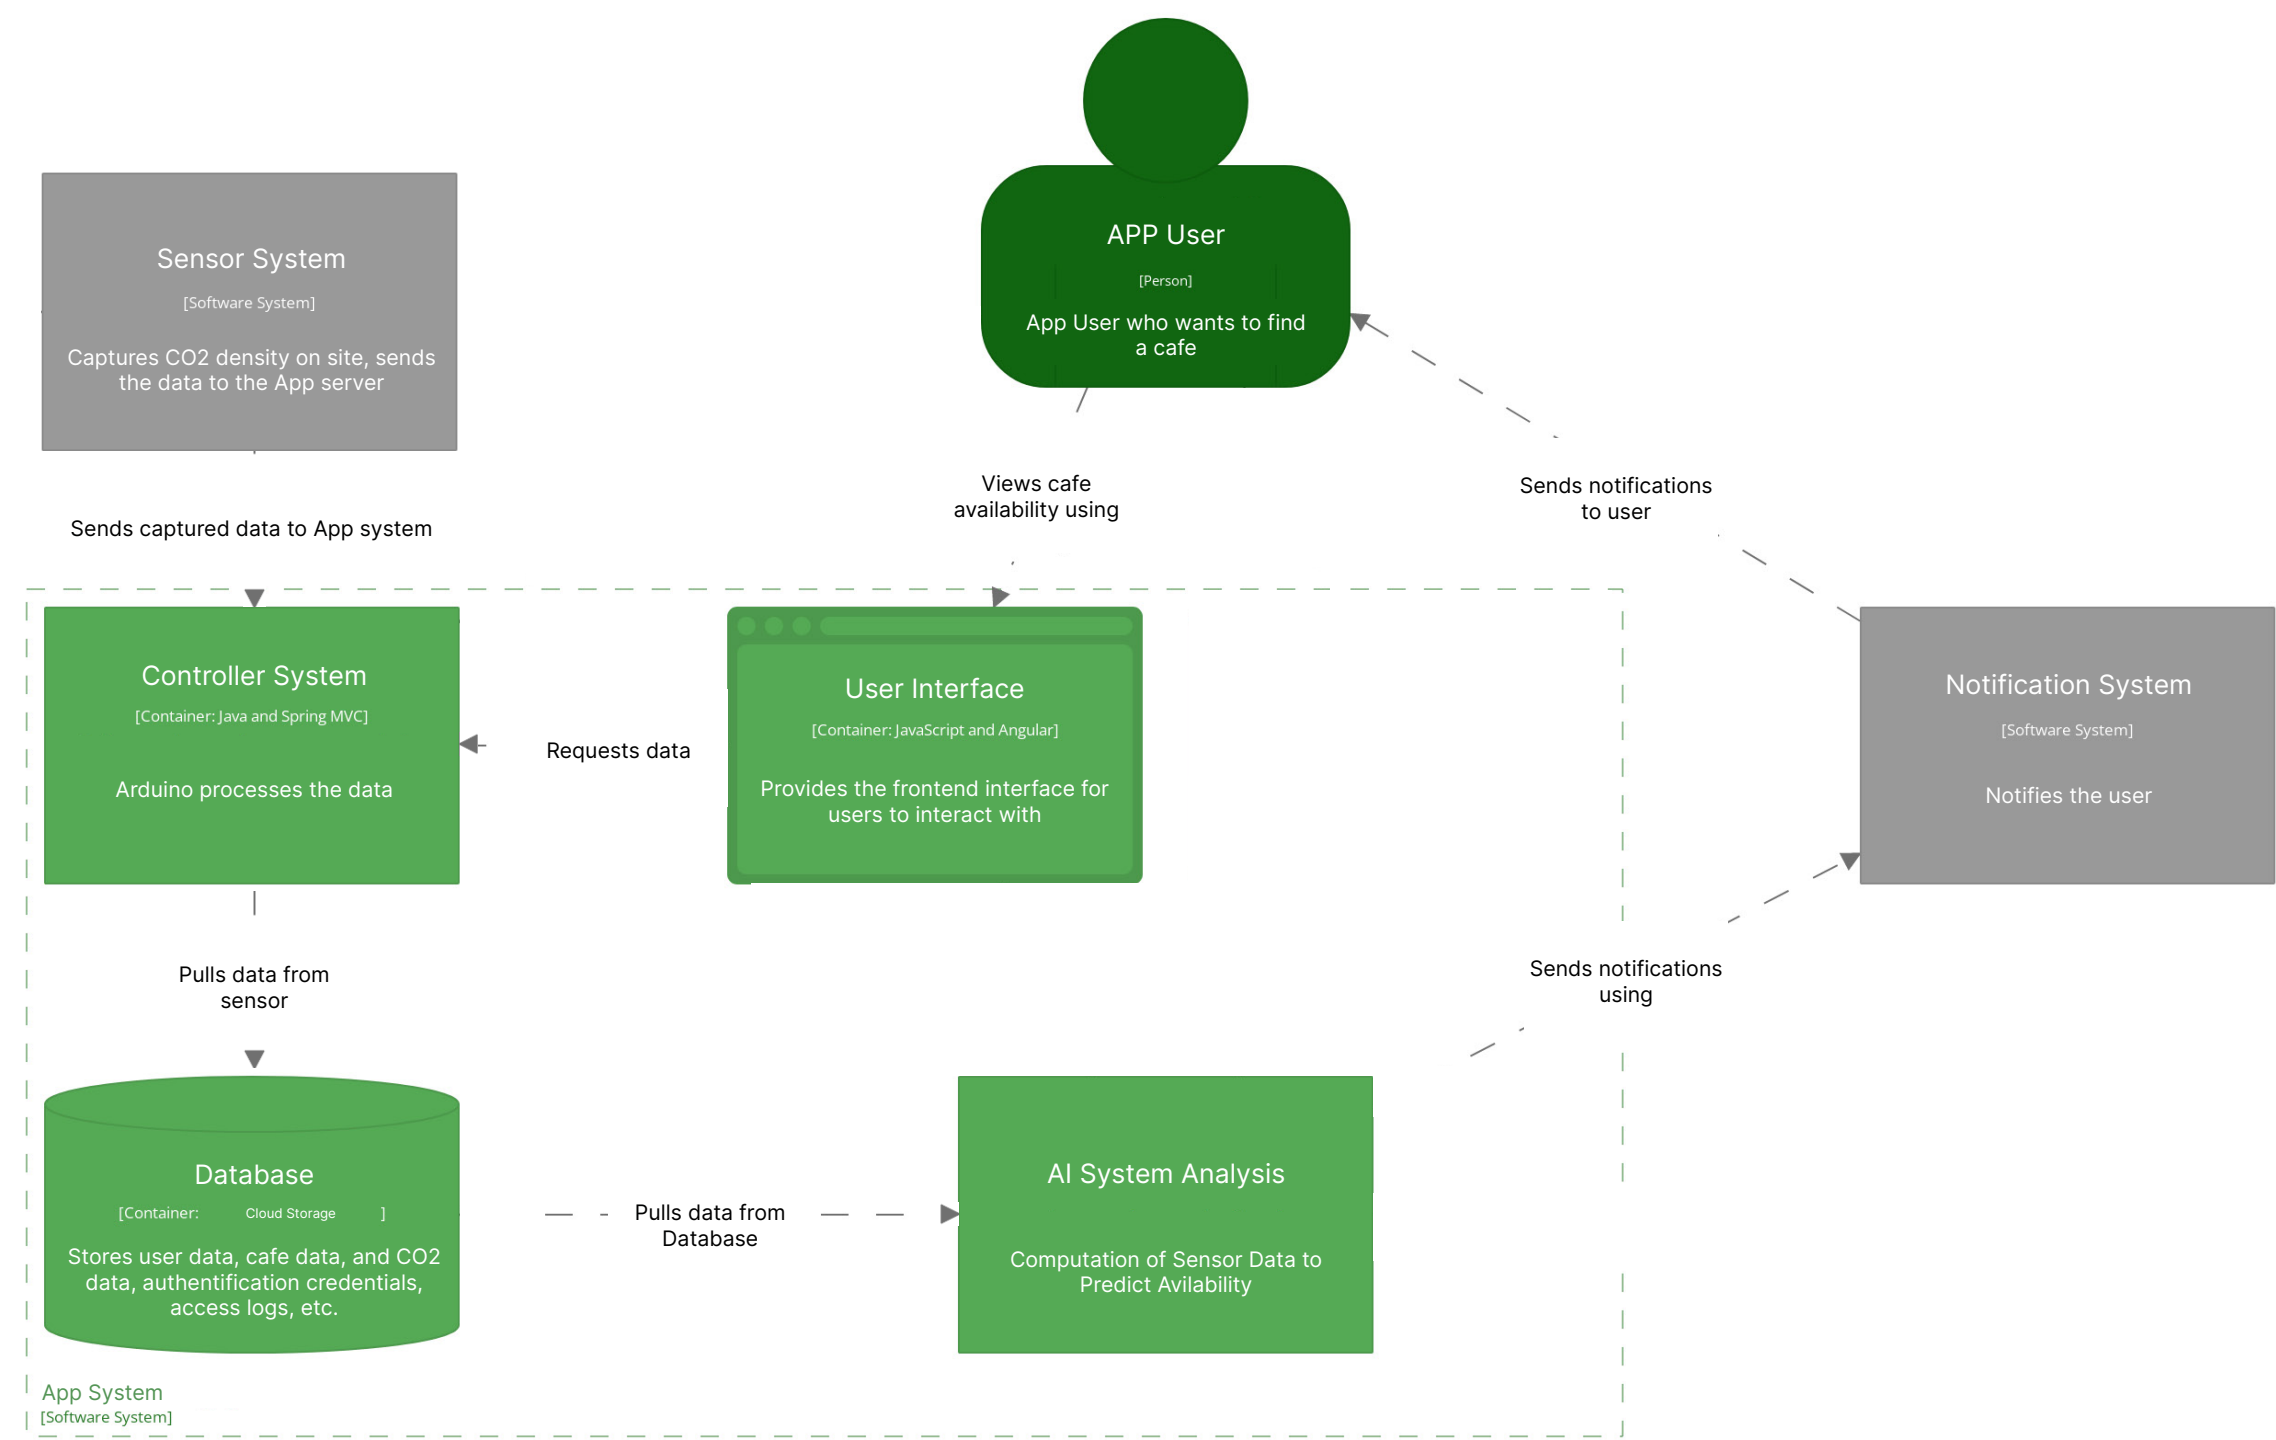 APP User
[Person]
App User who wants to find
a cafe
Sensor System
[Software System]
Captures CO2 density on site, sends
the data to the App server
Sends captured data to App system
Views cafe
availability using
Sends notifications
to user
Controller System
[Container: Java and Spring MVC]
Arduino processes the data
Requests data
User Interface
[Container: JavaScript and Angular]
Provides the frontend interface for
users to interact with
Notification System
[Software System]
Notifies the user
Pulls data from
sensor
Sends notifications
using
Database
[Container: Cloud Storage ]
Stores user data, cafe data, and CO2
data, authentification credentials,
access logs, etc.
Pulls data from
Database
AI System Analysis
Computation of Sensor Data to
Predict Avilability
App System
[Software System]